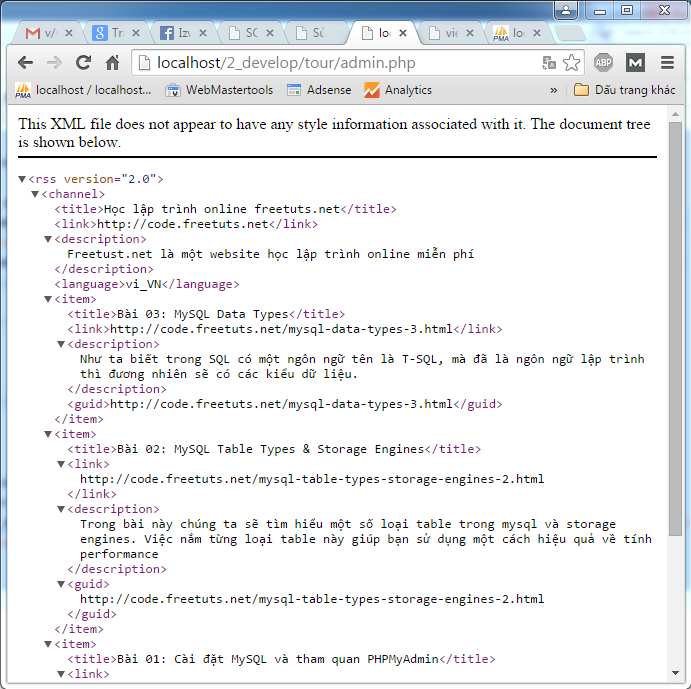 v/
Tra
Izv
SC
Sử
lo
vie
lo
localhost/2_develop/tour/admin.php
ABP
M
PMA
localhost / localhost...
WebMastertools
Adsense
Analytics
»
Dấu trang khác
This XML file does not appear to have any style information associated with it. The document tree
is shown below.
▼<rss version="2.0">
▼<channel>
<title>Học lập trình online freetuts.net</title>
<link>http://code.freetuts.net</link>
▼<description>
Freetust.net là một website học lập trình online miễn phí
</description>
<language>vi_VN</language>
▼<item>
<title>Bài 03: MySQL Data Types</title>
<link>http://code.freetuts.net/mysql-data-types-3.html</link>
▼<description>
Như ta biết trong SQL có một ngôn ngữ tên là T-SQL, mà đã là ngôn ngữ lập trình
thì đương nhiên sẽ có các kiểu dữ liệu.
</description>
<guid>http://code.freetuts.net/mysql-data-types-3.html</guid>
</item>
▼<item>
<title>Bài 02: MySQL Table Types & Storage Engines</title>
▼<link>
http://code.freetuts.net/mysql-table-types-storage-engines-2.html
</link>
▼<description>
Trong bài này chúng ta sẽ tìm hiểu một số loại table trong mysql và storage
engines. Việc nắm từng loại table này giúp bạn sử dụng một cách hiệu quả về tính
performance
</description>
▼<guid>
http://code.freetuts.net/mysql-table-types-storage-engines-2.html
</guid>
</item>
▼<item>
<title>Bài 01: Cài đặt MySQL và tham quan PHPMyAdmin</title>
▼<link>